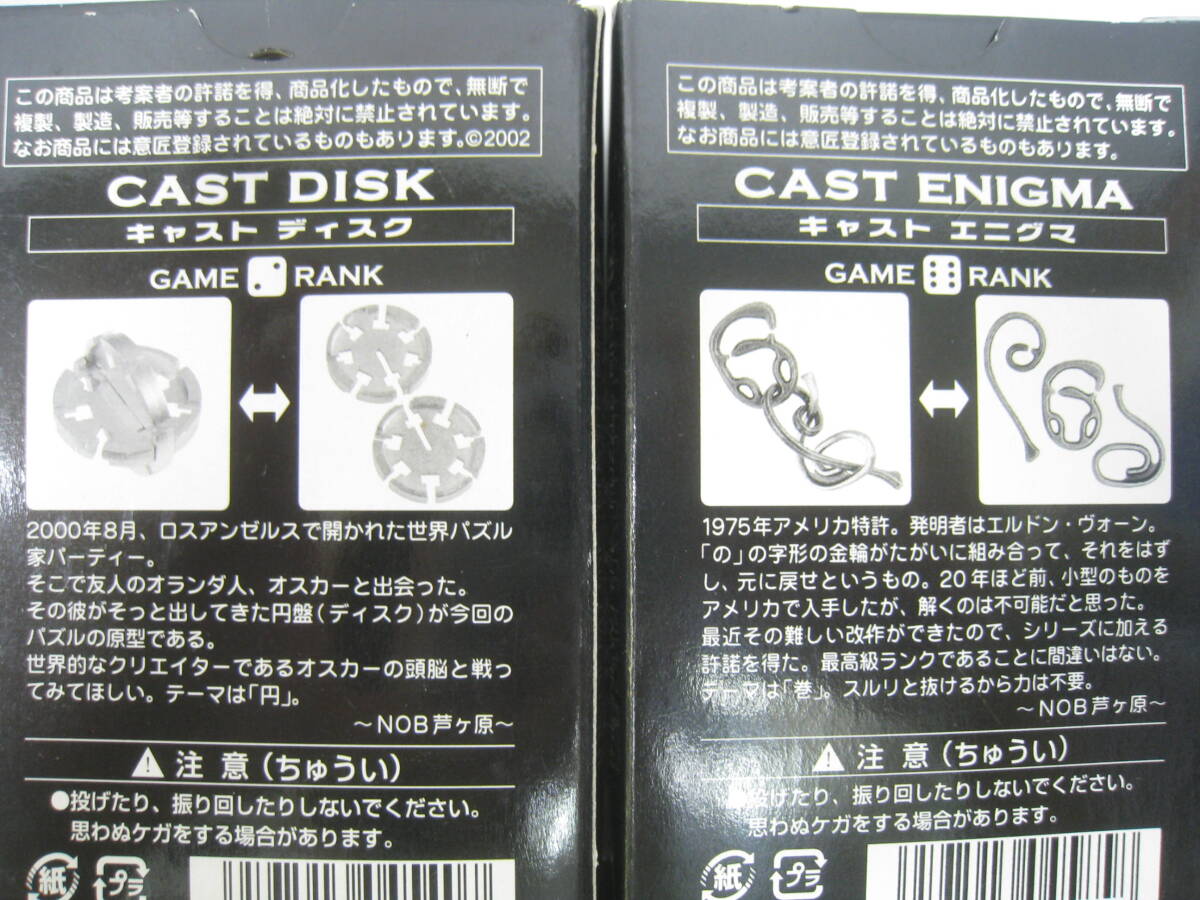 この商品は考案者の許諾を得、商品化したもので、無断で
複製、製造、販売等することは絶対に禁止されています。
なお商品には意匠登録されているものもあります。©2002
CAST DISK
キャスト ディスク
GAME RANK
2000年8月、ロスアンゼルスで開かれた世界パズル
家パーティー。
そこで友人のオランダ人、オスカーと出会った。
その彼がそっと出してきた円盤(ディスク)が今回の
パズルの原型である。
世界的なクリエイターであるオスカーの頭脳と戦っ
てみてほしい。テーマは「円」。
～NOB芦ヶ原～
注意(ちゅうい)
●投げたり、振り回したりしないでください。
思わぬケガをする場合があります。
紙
プラ
この商品は考案者の許諾を得、商品化したもので、無断で
複製、製造、販売等することは絶対に禁止されています。
なお商品には意匠登録されているものもあります。
CAST ENIGMA
キャスト エニグマ
GAME RANK
1975年アメリカ特許。発明者はエルドン・ヴォーン。
「の」の字形の金輪がたがいに組み合って、それをはず
し、元に戻せというもの。20年ほど前、小型のものを
アメリカで入手したが、解くのは不可能だと思った。
最近その難しい改作ができたので、シリーズに加える
許諾を得た。最高級ランクであることに間違いはない。
テーマは「巻」。スルリと抜けるから力は不要。
～NOB芦ヶ原～
注意(ちゅうい)
●投げたり、振り回したりしないでください。
思わぬケガをする場合があります。
紙
プラ